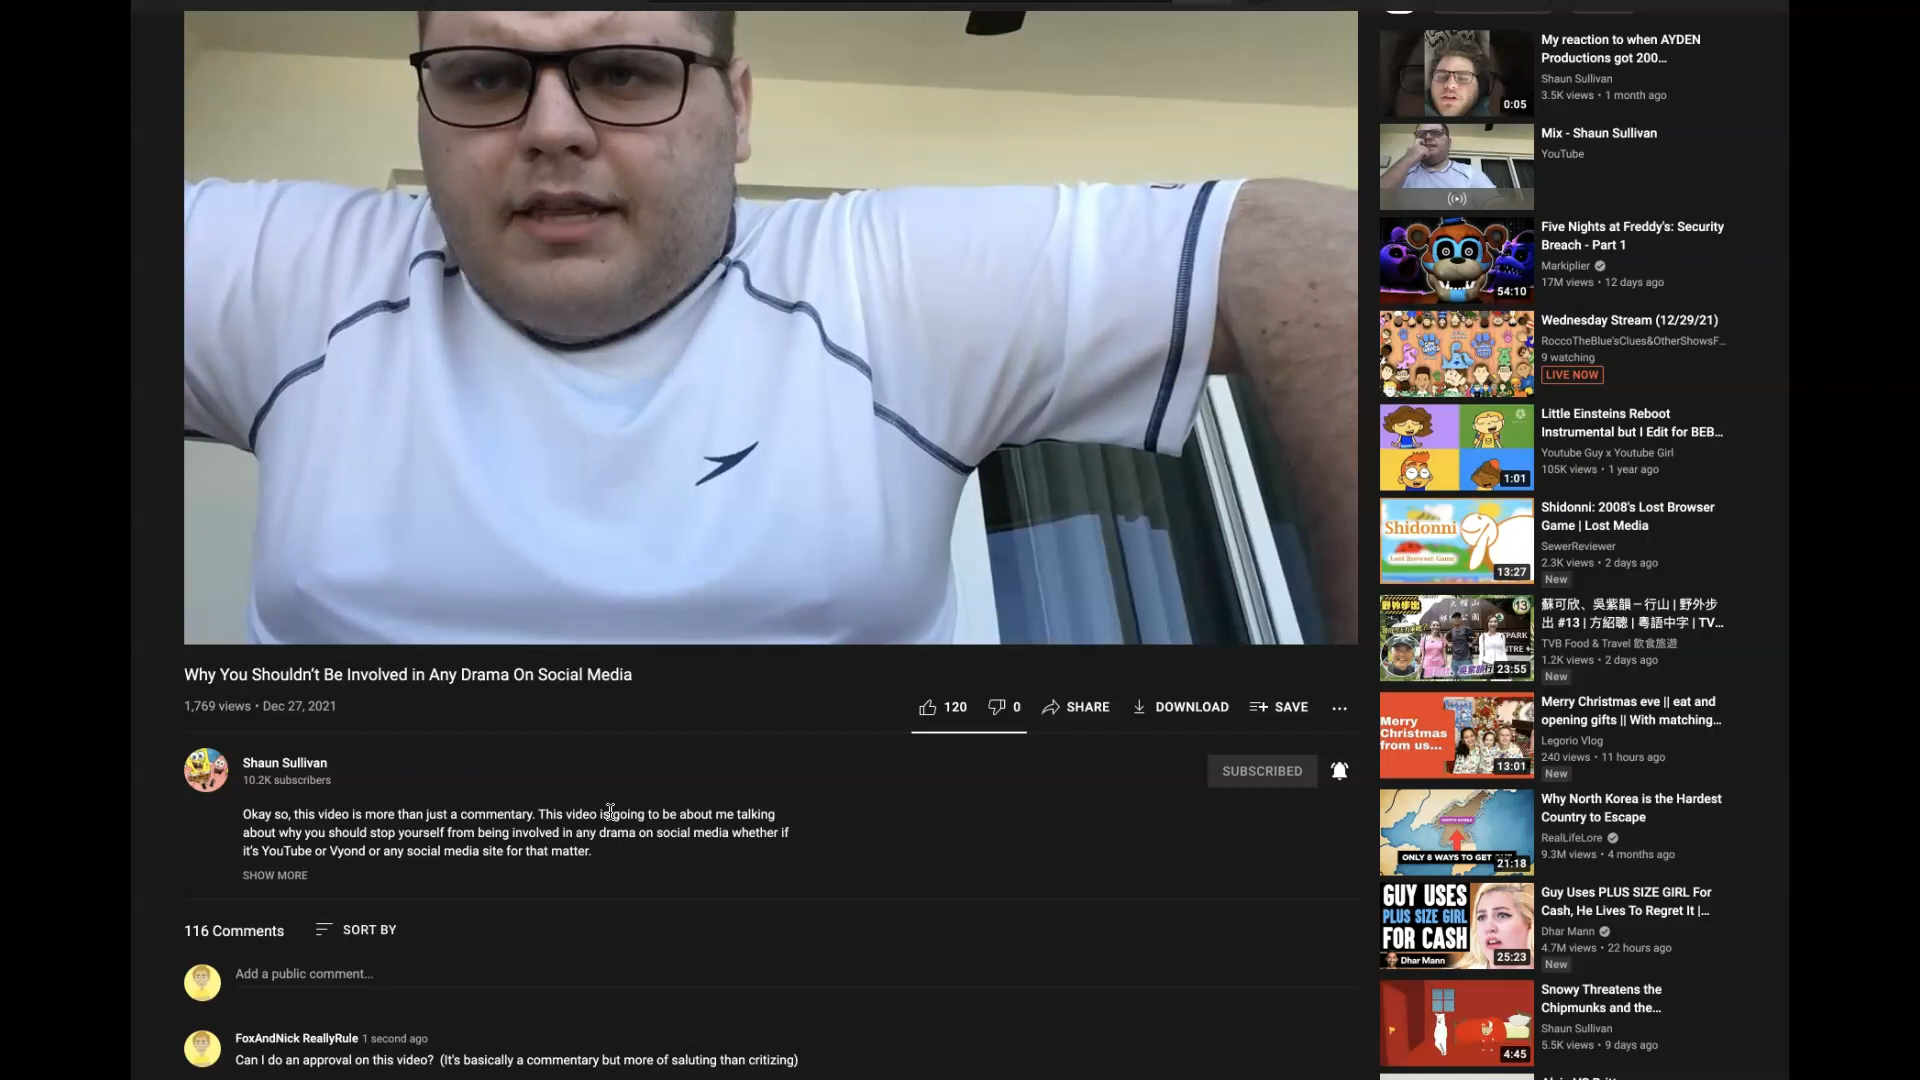 Why You Shouldn’t Be Involved in Any Drama On Social Media
1,769 views • Dec 27, 2021
120
0
SHARE
DOWNLOAD
SAVE
Shaun Sullivan
10.2K subscribers
SUBSCRIBED
Okay so, this video is more than just a commentary. This video is going to be about me talking
about why you should stop yourself from being involved in any drama on social media whether if
it’s YouTube or Vyond or any social media site for that matter.
SHOW MORE
116 Comments
SORT BY
Add a public comment...
FoxAndNick ReallyRule 1 second ago
Can I do an approval on this video? (It's basically a commentary but more of saluting than critizing)
0:05
My reaction to when AYDEN
Productions got 200...
Shaun Sullivan
3.5K views • 1 month ago
Mix - Shaun Sullivan
YouTube
54:10
Five Nights at Freddy's: Security
Breach - Part 1
Markiplier
17M views • 12 days ago
Wednesday Stream (12/29/21)
RoccoTheBlue'sClues&OtherShowsF...
9 watching
LIVE NOW
1:01
Little Einsteins Reboot
Instrumental but I Edit for BEB...
Youtube Guy x Youtube Girl
105K views • 1 year ago
Shidonni
Lost Browser Game
13:27
Shidonni: 2008's Lost Browser
Game | Lost Media
SewerReviewer
2.3K views • 2 days ago
New
13
PARK
23:55
蘇可欣、吳紫韻－行山 | 野外步
出 #13 | 方紹聰 | 粵語中字 | TV...
TVB Food & Travel 飲食旅遊
1.2K views • 2 days ago
New
Merry
Christmas
from us...
13:01
Merry Christmas eve || eat and
opening gifts || With matching...
Legorio Vlog
240 views • 11 hours ago
New
NORTH KOREA
ONLY 8 WAYS TO GET
21:18
Why North Korea is the Hardest
Country to Escape
RealLifeLore
9.3M views • 4 months ago
GUY USES
PLUS SIZE GIRL
FOR CASH
Dhar Mann
25:23
Guy Uses PLUS SIZE GIRL For
Cash, He Lives To Regret It |...
Dhar Mann
4.7M views • 22 hours ago
New
4:45
Snowy Threatens the
Chipmunks and the...
Shaun Sullivan
5.5K views • 9 days ago